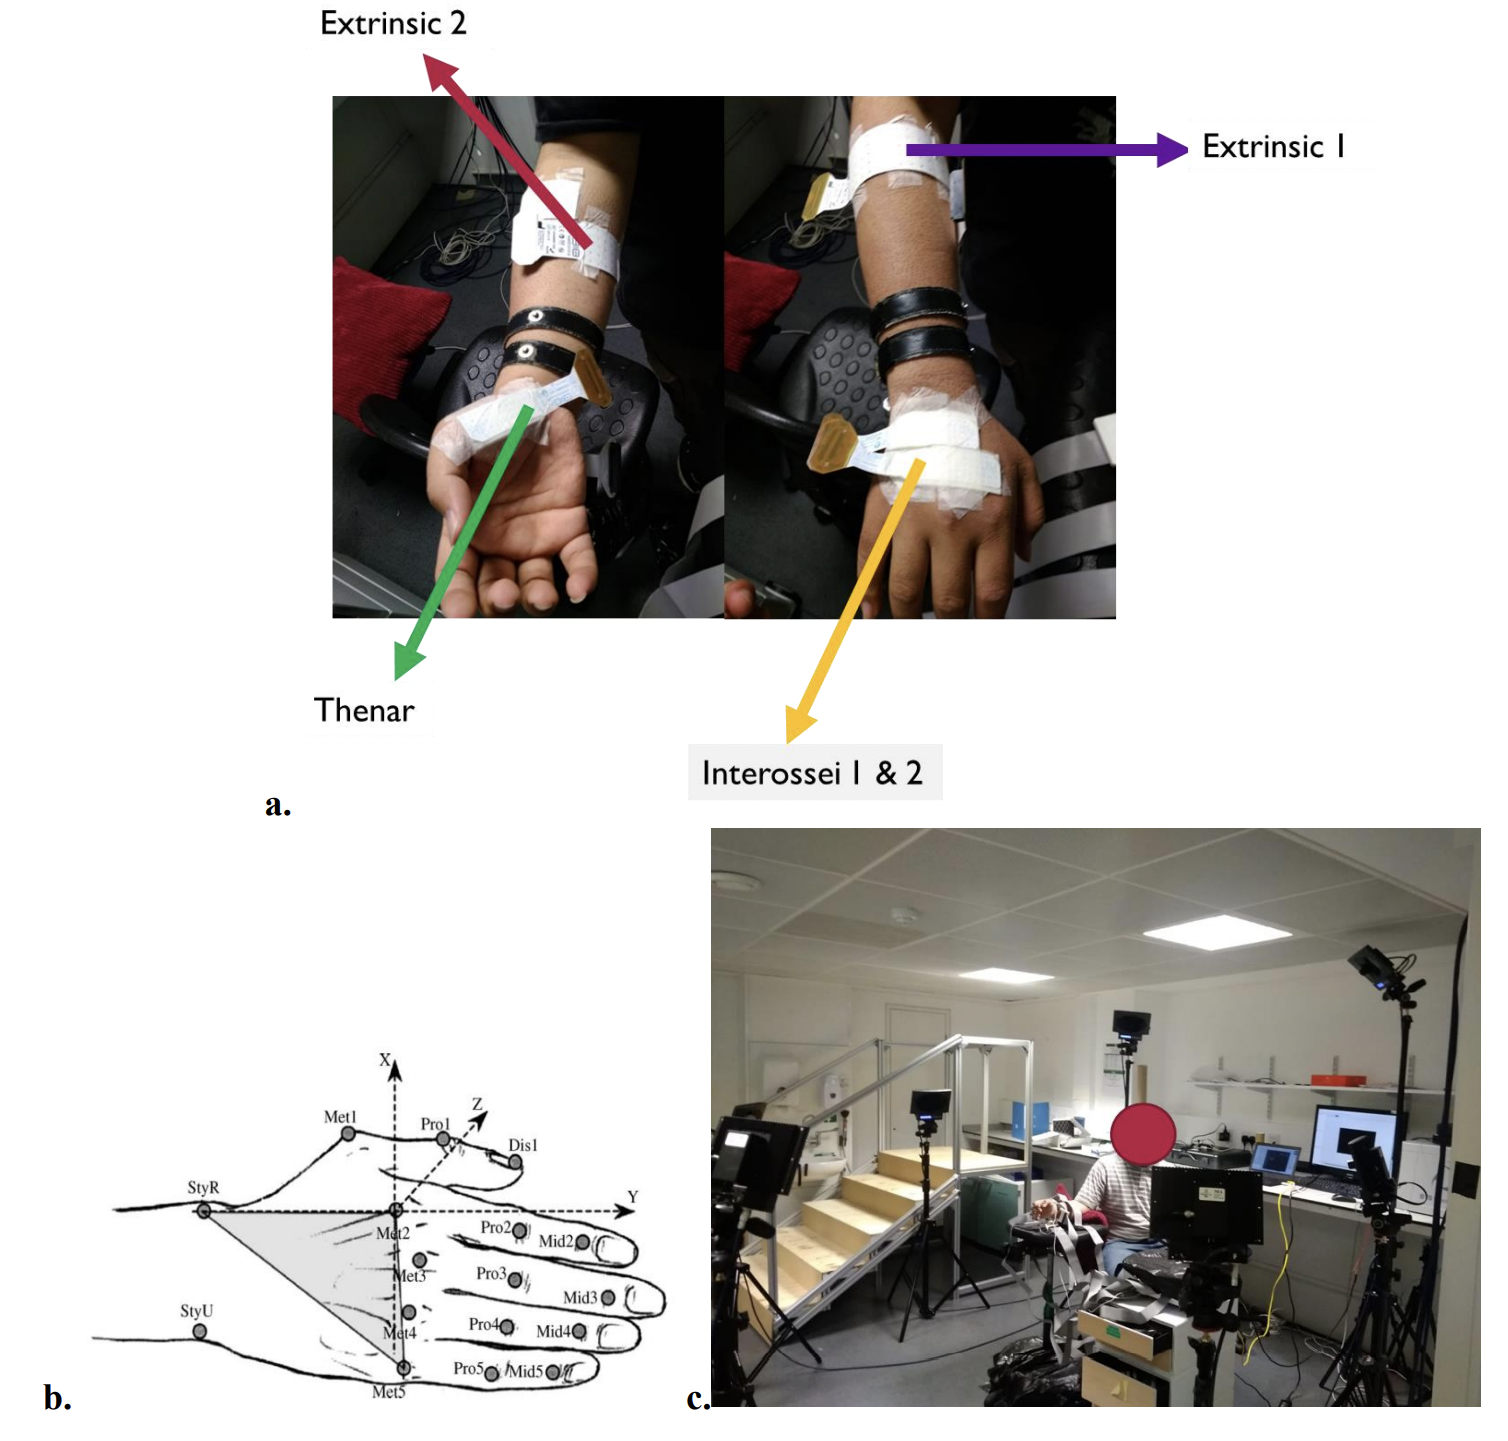 Extrinsic 2
Extrinsic 1
Thenar
Interossei 1 & 2
a.
X
Z
Met1
Pro1
Dis1
StyR
Y
Met2
Pro2
Mid2
Met3
Pro3
Mid3
StyU
Met4
Pro4
Mid4
Pro5
Mid5
Met5
b.
c.